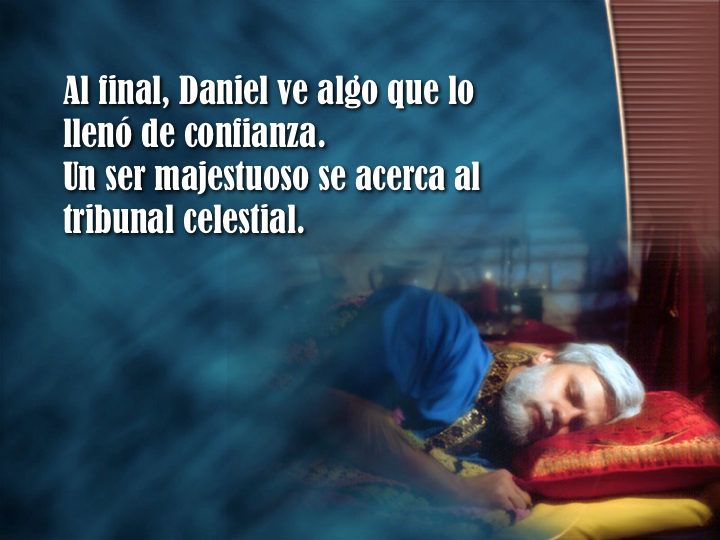 Al final, Daniel ve algo que lo
llenó de confianza.
Un ser majestuoso se acerca al
tribunal celestial.